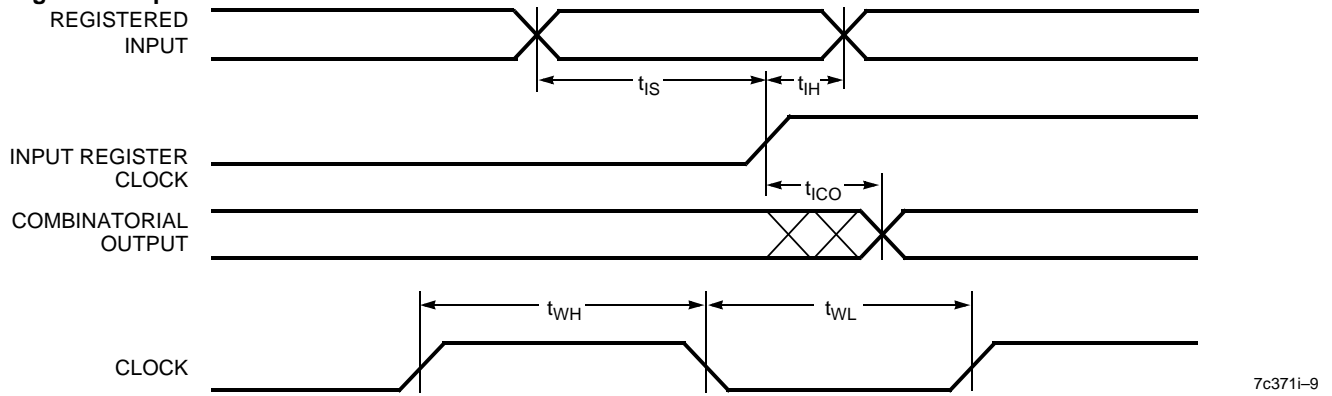 REGISTERED
INPUT
tIS
tIH
INPUT REGISTER
CLOCK
tICO
COMBINATORIAL
OUTPUT
tWH
tWL
CLOCK
7c371i–9